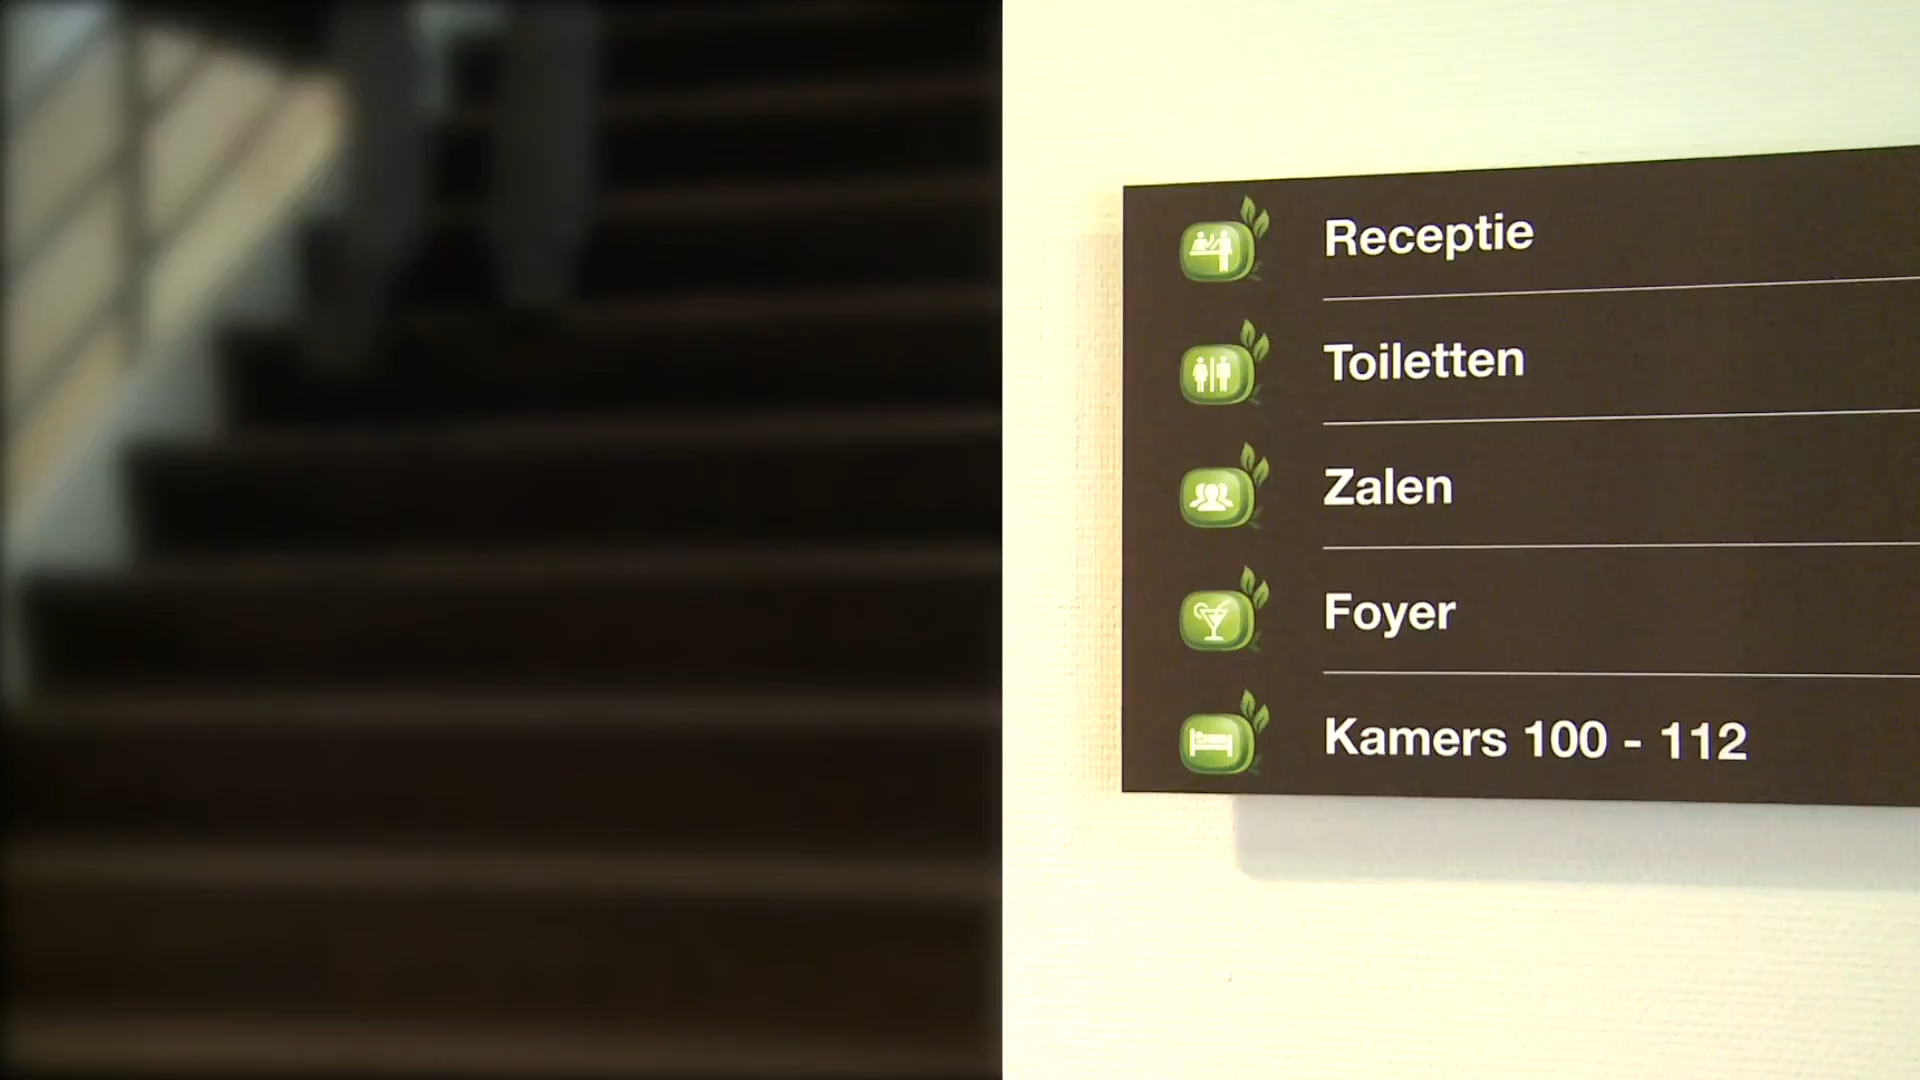 Receptie
Toiletten
Zalen
Foyer
Kamers 100 - 112